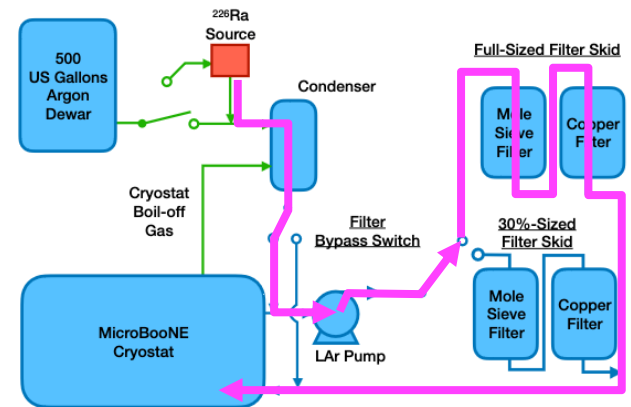 500
US Gallons
Argon
Dewar
²²⁶Ra
Source
Condenser
Full-Sized Filter Skid
Mole
Sieve
Filter
Copper
Filter
Cryostat
Boil-off
Gas
Filter
Bypass Switch
30%-Sized
Filter Skid
Mole
Sieve
Filter
Copper
Filter
MicroBooNE
Cryostat
LAr Pump